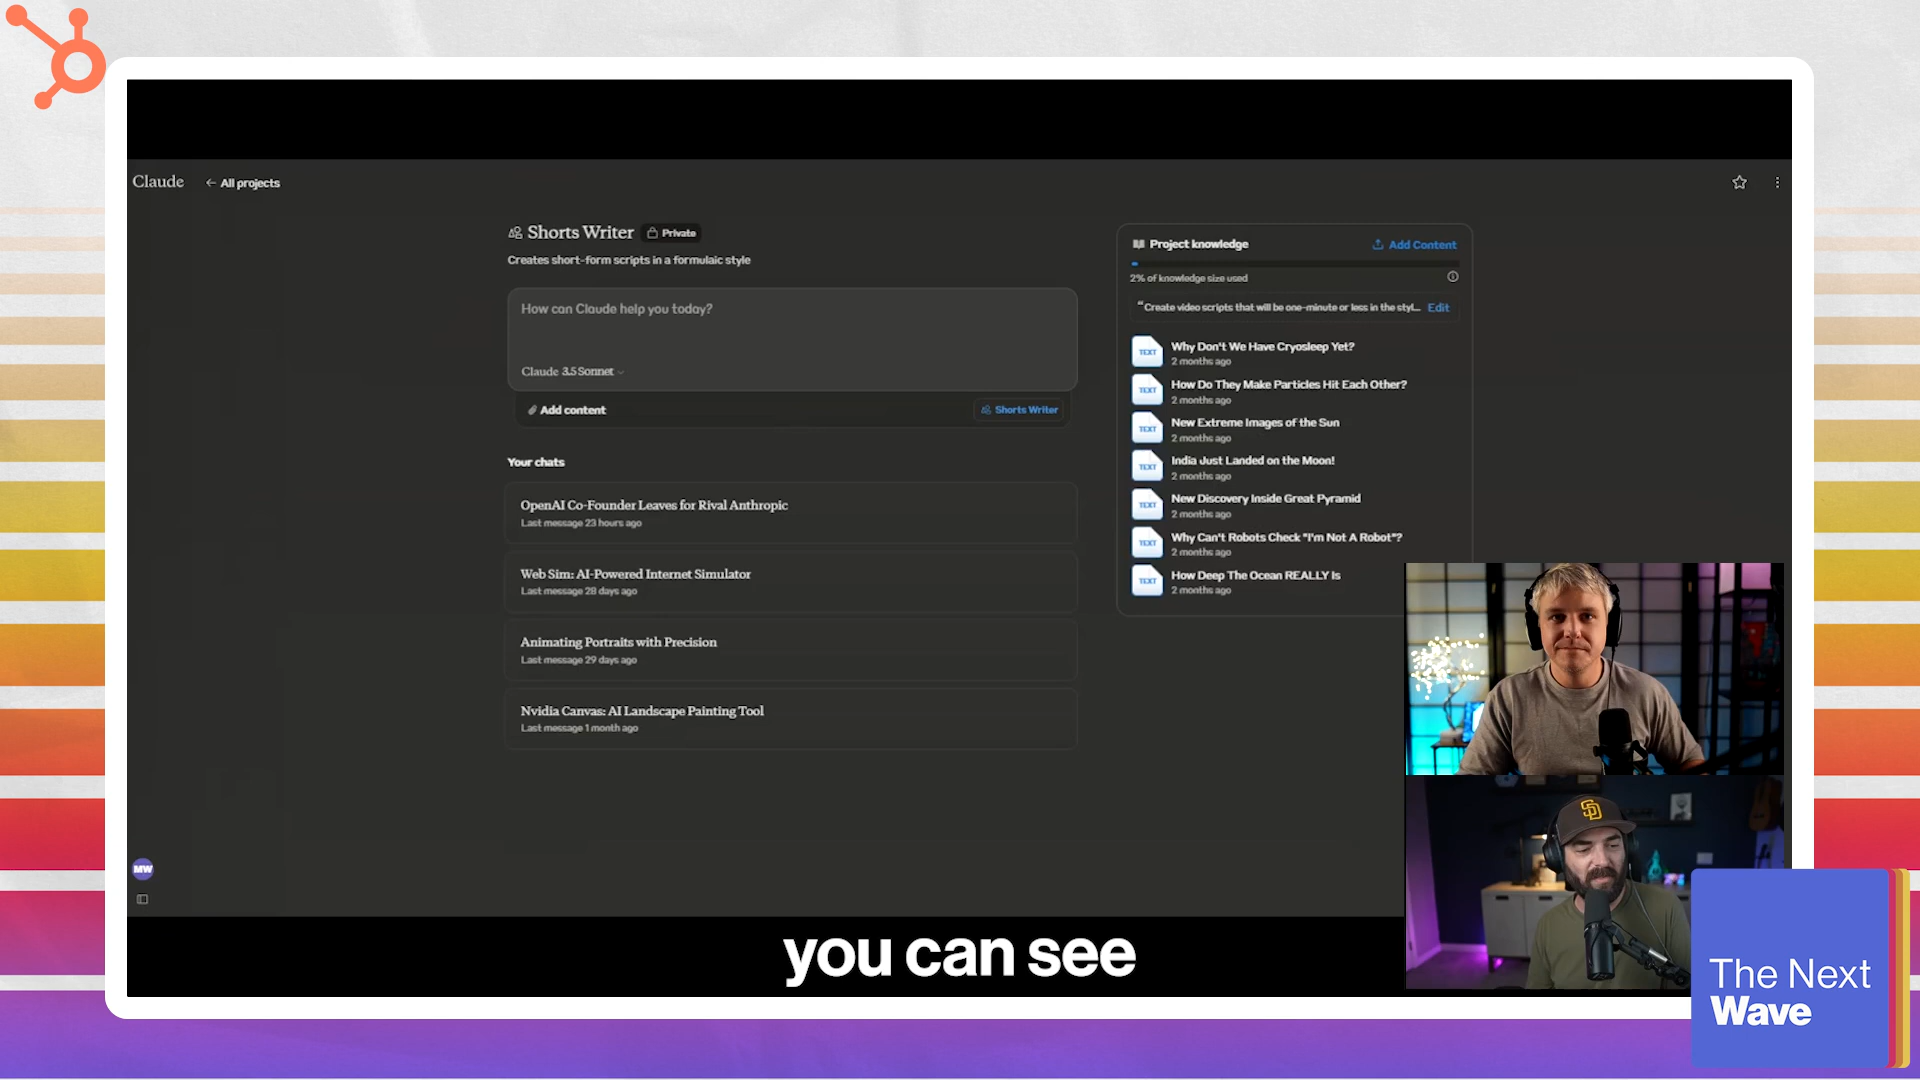 Claude
← All projects
Shorts Writer
Private
Creates short-form scripts in a formulaic style
How can Claude help you today?
Claude 3.5 Sonnet
Add content
Shorts Writer
Your chats
OpenAI Co-Founder Leaves for Rival Anthropic
Last message 23 hours ago
Web Sim: AI-Powered Internet Simulator
Last message 28 days ago
Animating Portraits with Precision
Last message 29 days ago
Nvidia Canvas: AI Landscape Painting Tool
Last message 1 month ago
Project knowledge
Add Content
2% of knowledge size used
“Create video scripts that will be one-minute or less in the styl...
Edit
TEXT
Why Don't We Have Cryosleep Yet?
2 months ago
TEXT
How Do They Make Particles Hit Each Other?
2 months ago
TEXT
New Extreme Images of the Sun
2 months ago
TEXT
India Just Landed on the Moon!
2 months ago
TEXT
New Discovery Inside Great Pyramid
2 months ago
TEXT
Why Can't Robots Check "I'm Not A Robot"?
2 months ago
TEXT
How Deep The Ocean REALLY Is
2 months ago
MW
SD
you can see
The Next
Wave